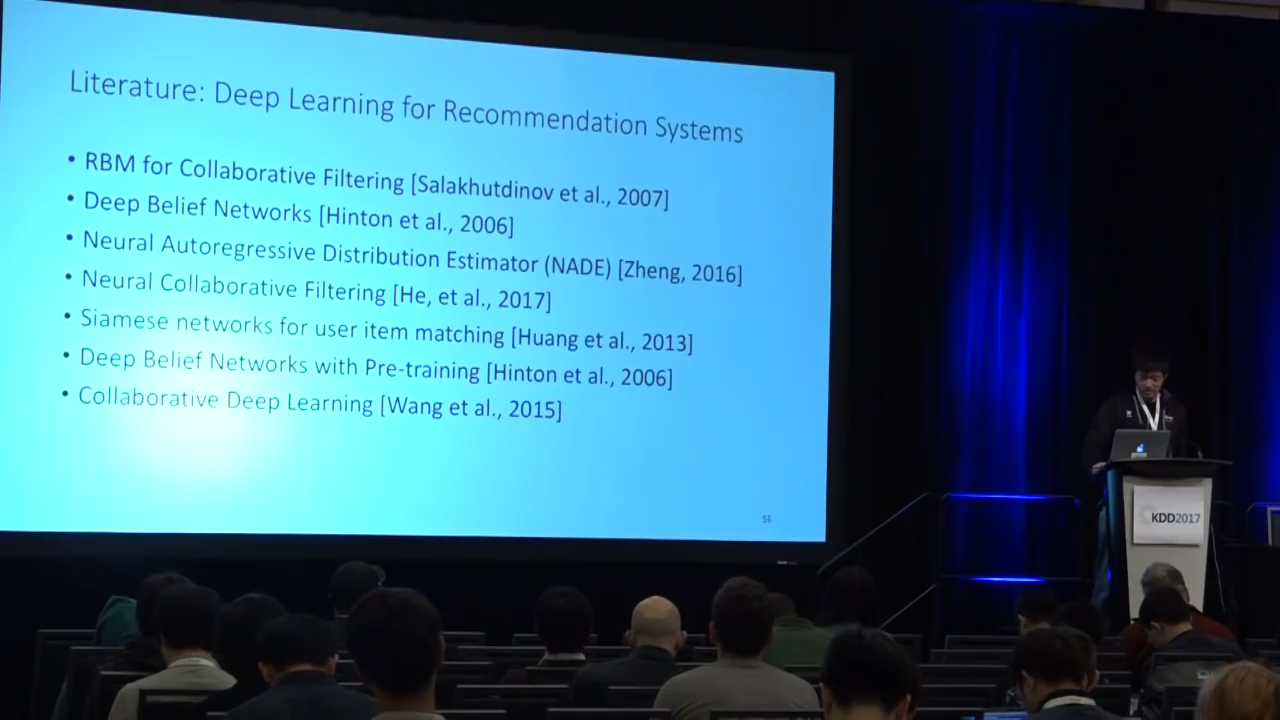 Literature: Deep Learning for Recommendation Systems
• RBM for Collaborative Filtering [Salakhutdinov et al., 2007]
• Deep Belief Networks [Hinton et al., 2006]
• Neural Autoregressive Distribution Estimator (NADE) [Zheng, 2016]
• Neural Collaborative Filtering [He, et al., 2017]
• Siamese networks for user item matching [Huang et al., 2013]
• Deep Belief Networks with Pre-training [Hinton et al., 2006]
• Collaborative Deep Learning [Wang et al., 2015]
KDD2017